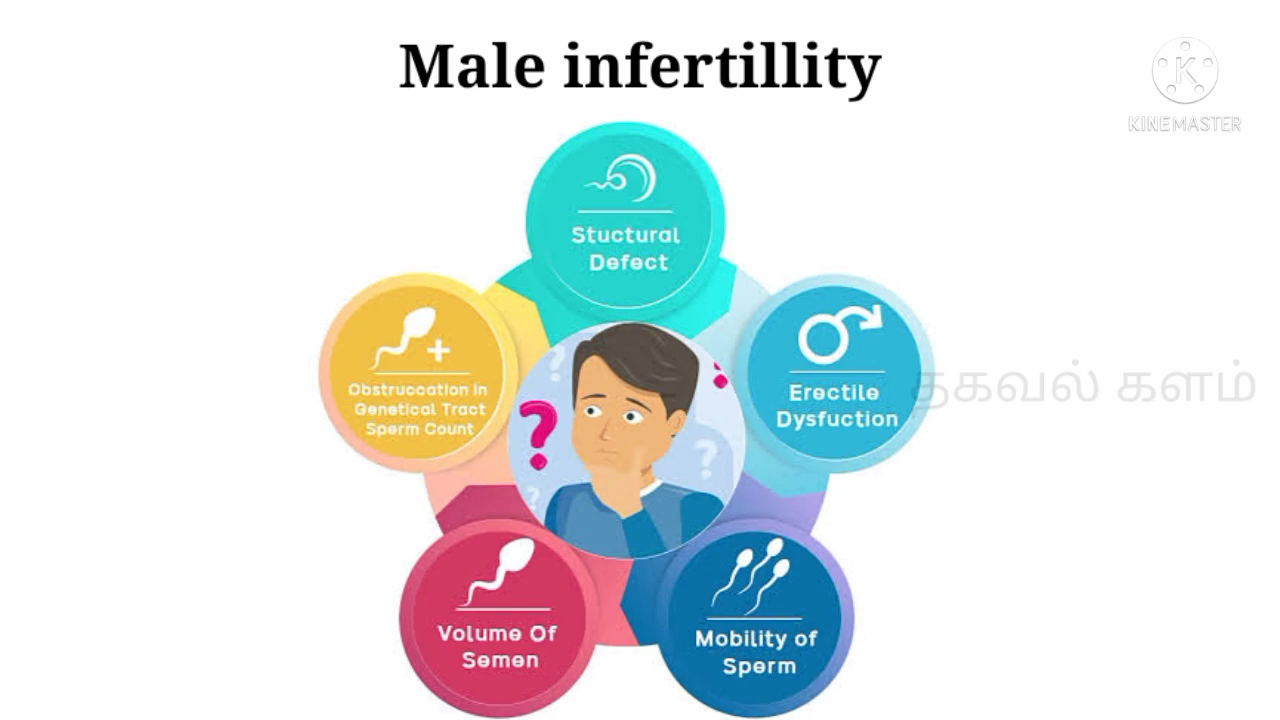 Male infertillity
KINEMASTER
Stuctural
Defect
Obstruccation in
Genetical Tract
Sperm Count
Erectile
Dysfuction
தகவல் களம்
Volume Of
Semen
Mobility of
Sperm